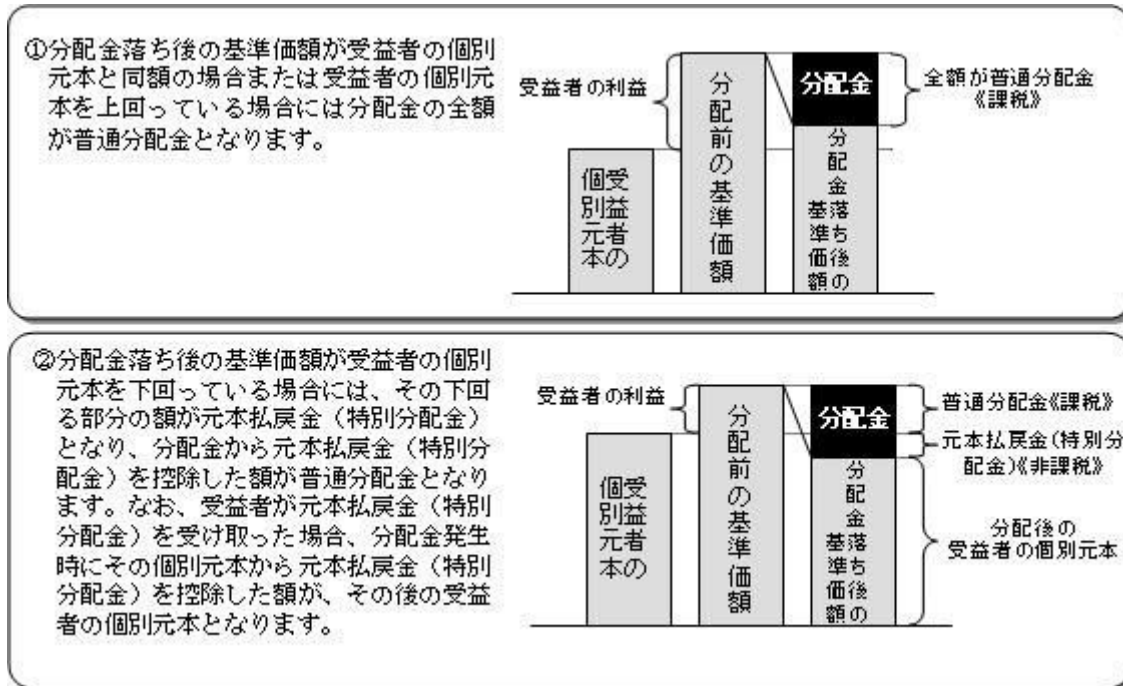 ①分配金落ち後の基準価額が受益者の個別
元本と同額の場合または受益者の個別元
本を上回っている場合には分配金の全額
が普通分配金となります。
受益者の利益
個別元本
受益者の
分配前の基準価額
分配金
分配金落ち後の
基準価額
全額が普通分配金
《課税》
②分配金落ち後の基準価額が受益者の個別
元本を下回っている場合には、その下回
る部分の額が元本払戻金（特別分配金）
となり、分配金から元本払戻金（特別分
配金）を控除した額が普通分配金となり
ます。なお、受益者が元本払戻金（特別
分配金）を受け取った場合、分配金発生
時にその個別元本から元本払戻金（特別
分配金）を控除した額が、その後の受益
者の個別元本となります。
受益者の利益
受益者の
個別元本
分配前の基準価額
分配金
分配金落ち後の
基準価額
普通分配金《課税》
元本払戻金(特別分
配金)《非課税》
分配後の
受益者の個別元本